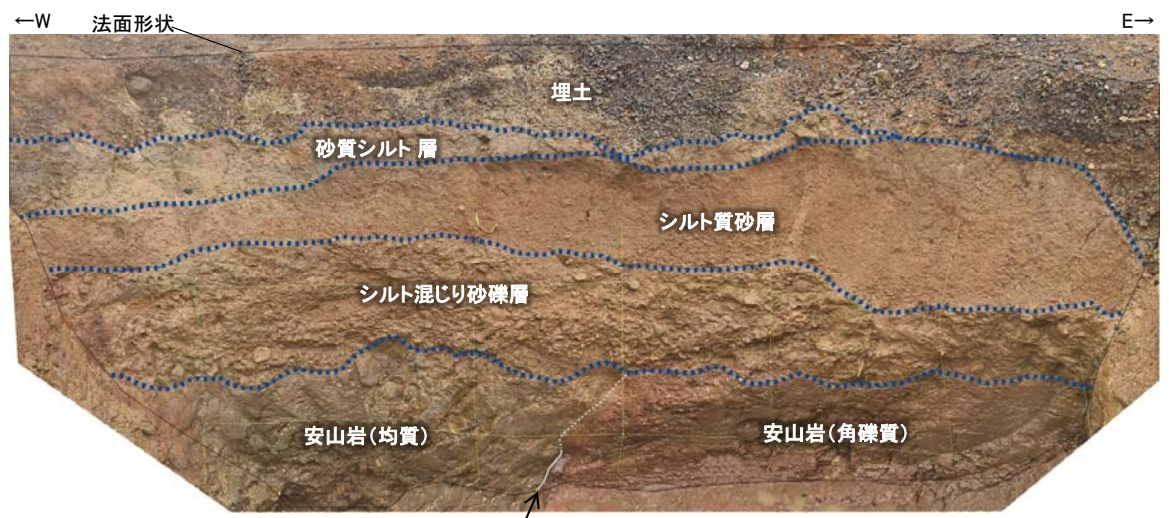 ←W
法面形状
E→
埋土
砂質シルト 層
シルト質砂層
シルト混じり砂礫層
安山岩(均質)
安山岩(角礫質)